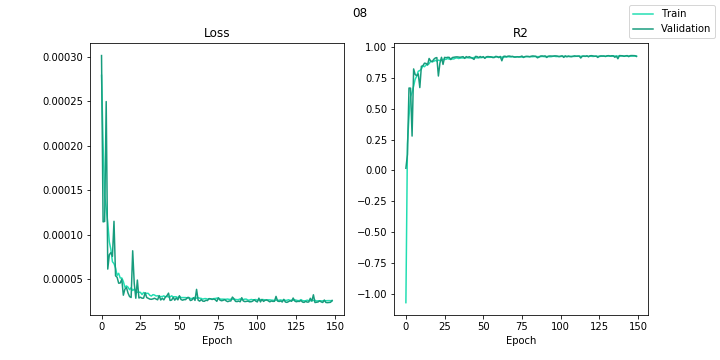 08
Train
Validation
Loss
R2
0.00030
0.00025
0.00020
0.00015
0.00010
0.00005
0 25 50 75 100 125 150
Epoch
1.00
0.75
0.50
0.25
0.00
−0.25
−0.50
−0.75
−1.00
0 25 50 75 100 125 150
Epoch